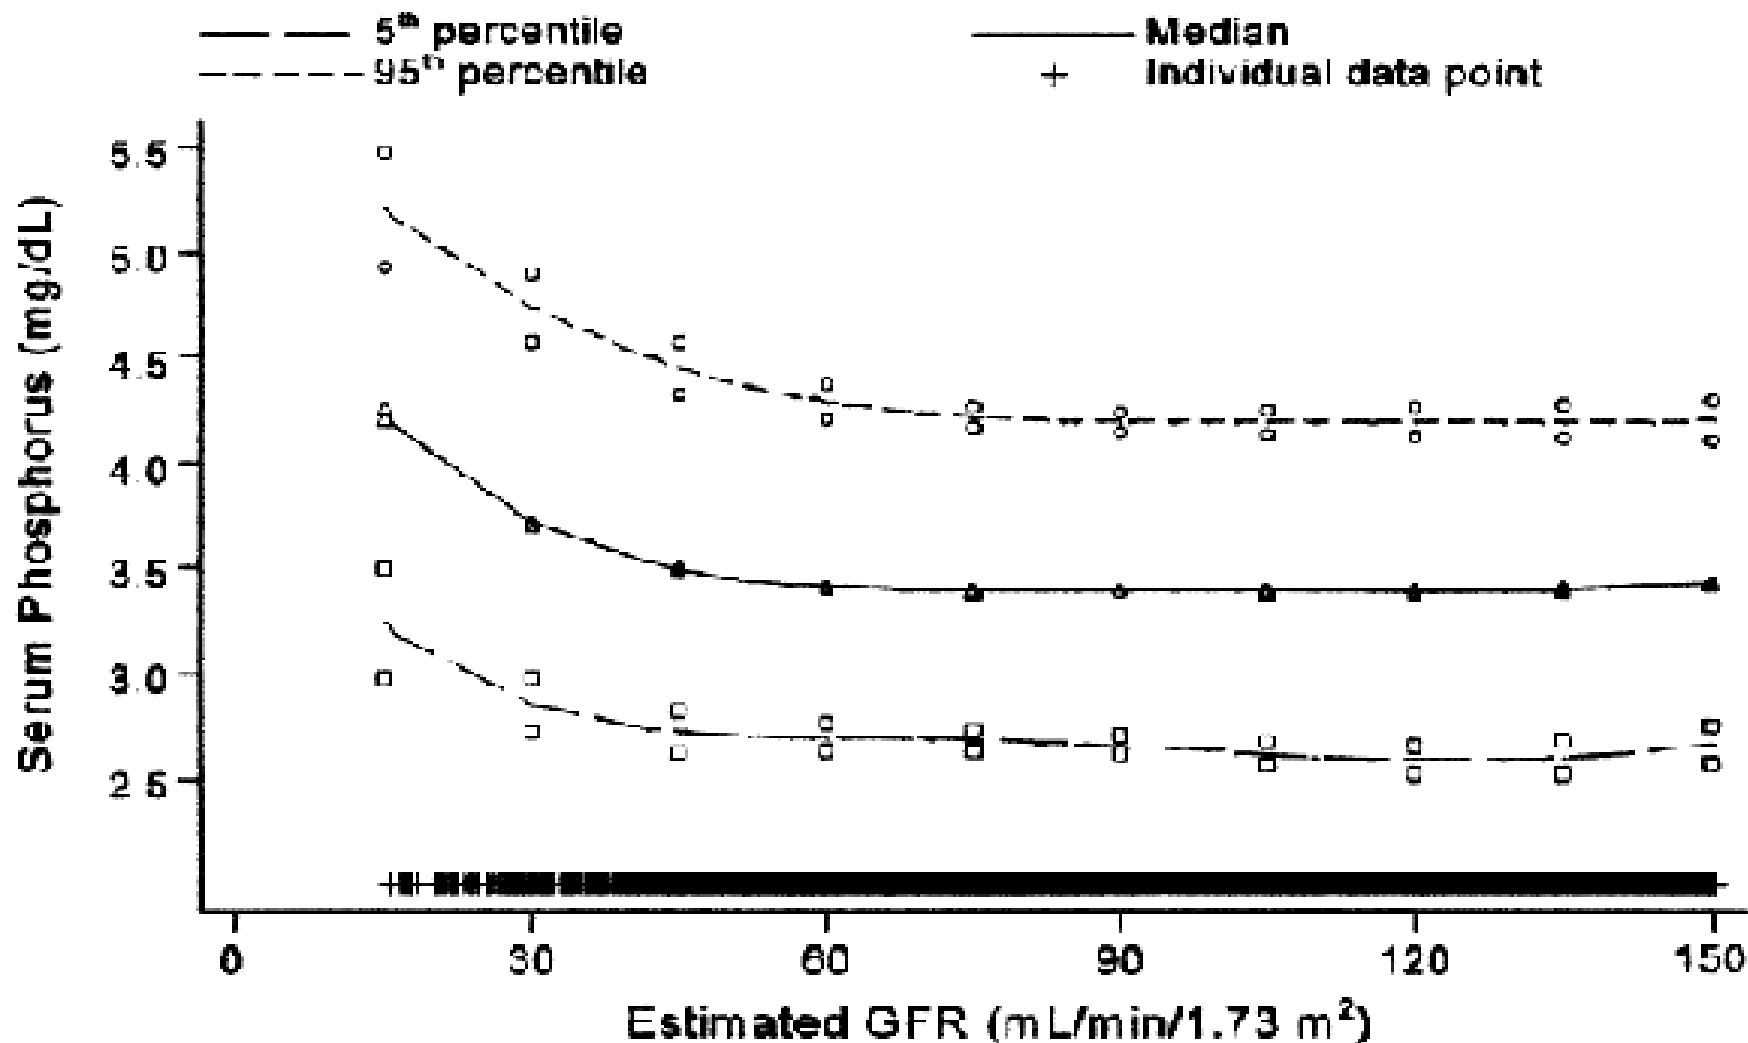 5th percentile
95th percentile
Median
Individual data point
Serum Phosphorus (mg/dL)
5.5
5.0
4.5
4.0
3.5
3.0
2.5
0 30 60 90 120 150
Estimated GFR (mL/min/1.73 m²)